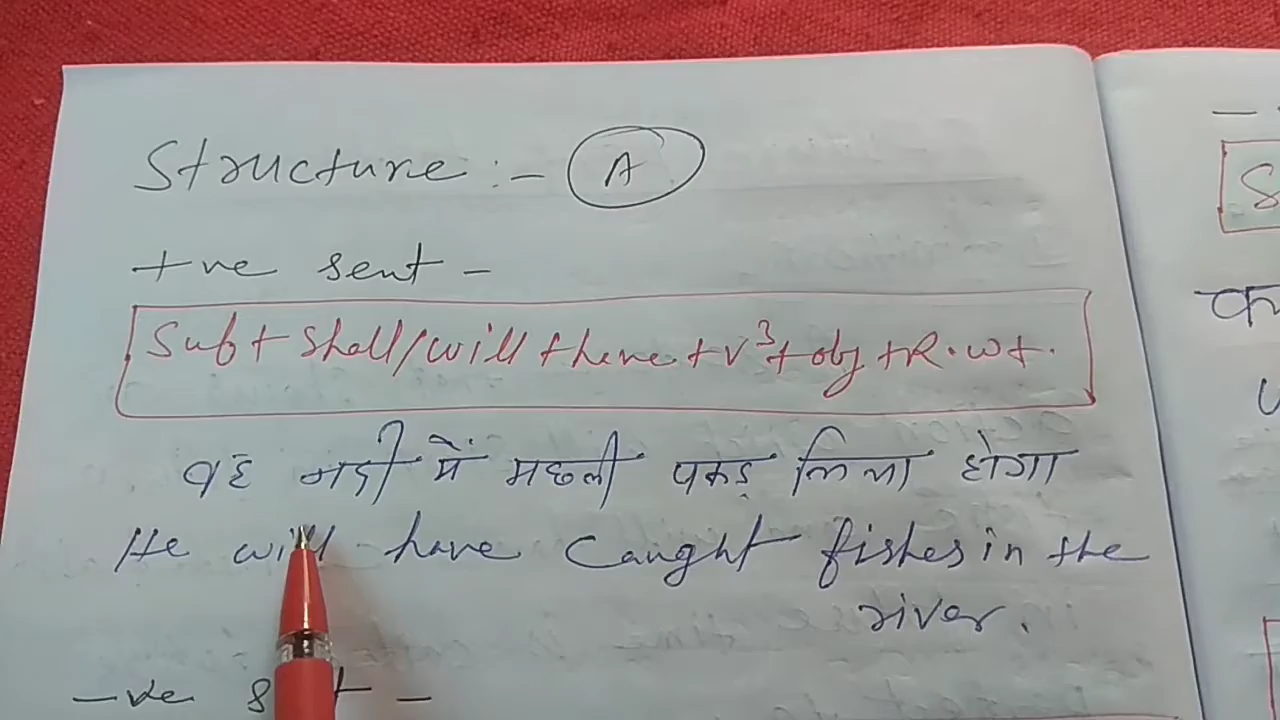 Structure :- (A)
+ve sent -
Sub + Shall/will + have + v³ + obj + R.wt.
वह नदी में मछली पकड़ लिया होगा
He will have Caught fishes in the
river.
-ve